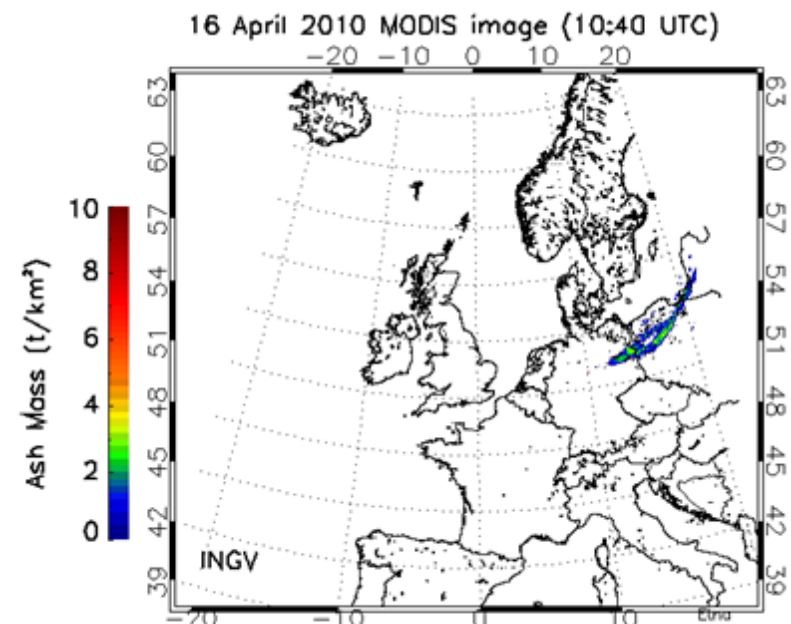 16 April 2010 MODIS image (10:40 UTC)
-20 -10 0 10 20
63 63
60 60
57 57
54 54
51 51
48 48
45 45
42 42
39 39
10
8
6
4
2
0
Ash Mass (t/km²)
INGV
Etna
-20 -10 0 10